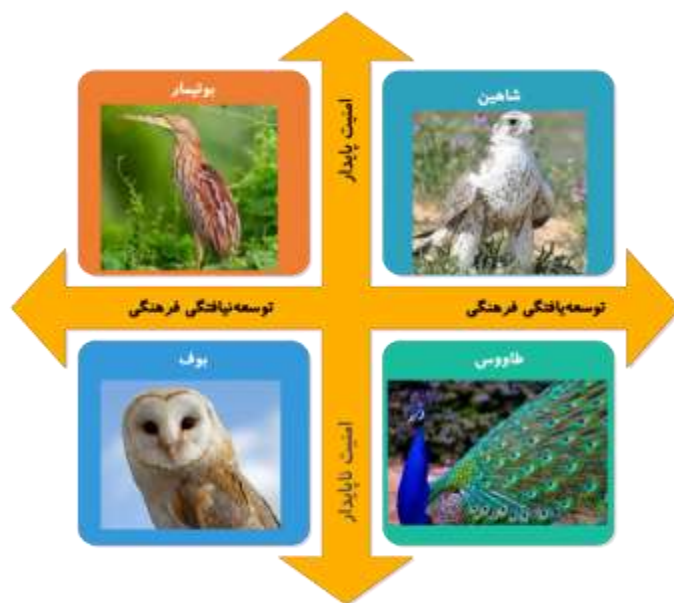 امنیت پایدار
شاهین
بوتیمار
توسعه‌یافتگی فرهنگی
توسعه‌نیافتگی فرهنگی
طاووس
بوف
امنیت ناپایدار